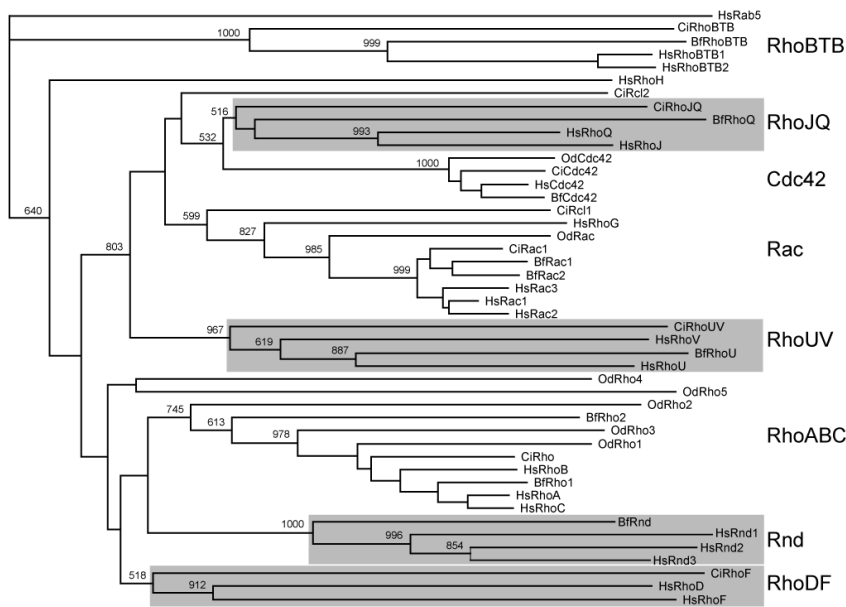 HsRab5
CiRhoBTB
1000
BfRhoBTB
RhoBTB
999
HsRhoBTB1
HsRhoBTB2
HsRhoH
CiRcl2
516
CiRhoJQ
RhoJQ
BfRhoQ
532
993
HsRhoQ
HsRhoJ
OdCdc42
1000
CiCdc42
Cdc42
HsCdc42
BfCdc42
640
599
CiRcl1
827
HsRhoG
803
985
OdRac
Rac
CiRac1
999
BfRac1
BfRac2
HsRac3
HsRac1
HsRac2
967
CiRhoUV
RhoUV
619
HsRhoV
887
BfRhoU
HsRhoU
OdRho4
OdRho5
745
OdRho2
613
BfRho2
978
OdRho3
RhoABC
OdRho1
CiRho
HsRhoB
BfRho1
HsRhoA
HsRhoC
1000
BfRnd
996
HsRnd1
Rnd
854
HsRnd2
HsRnd3
518
CiRhoF
RhoDF
912
HsRhoD
HsRhoF